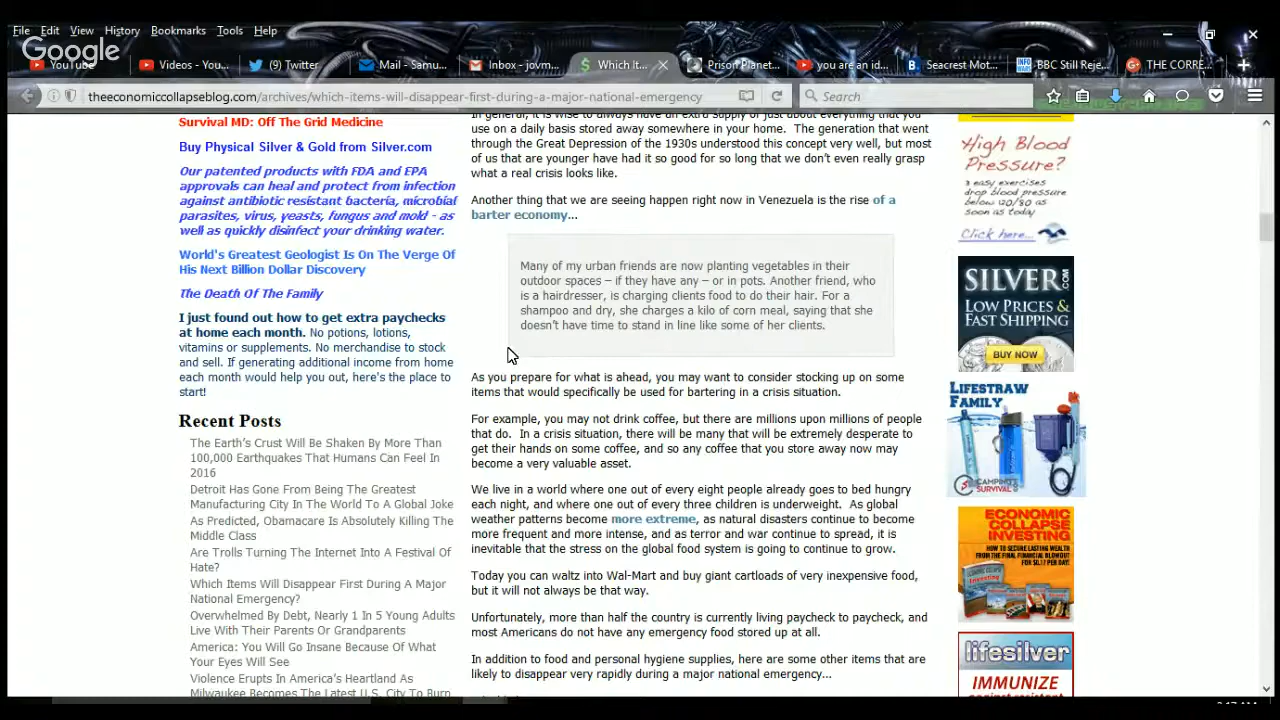 File Edit View History Bookmarks Tools Help
Google
YouTube
Videos - You...
(9) Twitter
Mail - Samu...
Inbox - jovm...
Which It...
Prison Planet...
you are an id...
Seacrest Mot...
BBC Still Reje...
THE CORRE...
theeconomiccollapseblog.com/archives/which-items-will-disappear-first-during-a-major-national-emergency
Search
Survival MD: Off The Grid Medicine
Buy Physical Silver & Gold from Silver.com
Our patented products with FDA and EPA
approvals can heal and protect from infection
against antibiotic resistant bacteria, microbial
parasites, virus, yeasts, fungus and mold - as
well as quickly disinfect your drinking water.
World's Greatest Geologist Is On The Verge Of
His Next Billion Dollar Discovery
The Death Of The Family
I just found out how to get extra paychecks
at home each month. No potions, lotions,
vitamins or supplements. No merchandise to stock
and sell. If generating additional income from home
each month would help you out, here's the place to
start!
Recent Posts
The Earth's Crust Will Be Shaken By More Than
100,000 Earthquakes That Humans Can Feel In
2016
Detroit Has Gone From Being The Greatest
Manufacturing City In The World To A Global Joke
As Predicted, Obamacare Is Absolutely Killing The
Middle Class
Are Trolls Turning The Internet Into A Festival Of
Hate?
Which Items Will Disappear First During A Major
National Emergency?
Overwhelmed By Debt, Nearly 1 In 5 Young Adults
Live With Their Parents Or Grandparents
America: You Will Go Insane Because Of What
Your Eyes Will See
Violence Erupts In America's Heartland As
Milwaukee Becomes The Latest U.S. City To Burn
In general, it is wise to always have an extra supply of just about everything that you
use on a daily basis stored away somewhere in your home. The generation that went
through the Great Depression of the 1930s understood this concept very well, but most
of us that are younger have had it so good for so long that we don't even really grasp
what a real crisis looks like.
Another thing that we are seeing happen right now in Venezuela is the rise of a
barter economy...
Many of my urban friends are now planting vegetables in their
outdoor spaces – if they have any – or in pots. Another friend, who
is a hairdresser, is charging clients food to do their hair. For a
shampoo and dry, she charges a kilo of corn meal, saying that she
doesn't have time to stand in line like some of her clients.
As you prepare for what is ahead, you may want to consider stocking up on some
items that would specifically be used for bartering in a crisis situation.
For example, you may not drink coffee, but there are millions upon millions of people
that do. In a crisis situation, there will be many that will be extremely desperate to
get their hands on some coffee, and so any coffee that you store away now may
become a very valuable asset.
We live in a world where one out of every eight people already goes to bed hungry
each night, and where one out of every three children is underweight. As global
weather patterns become more extreme, as natural disasters continue to become
more frequent and more intense, and as terror and war continue to spread, it is
inevitable that the stress on the global food system is going to continue to grow.
Today you can waltz into Wal-Mart and buy giant cartloads of very inexpensive food,
but it will not always be that way.
Unfortunately, more than half the country is currently living paycheck to paycheck, and
most Americans do not have any emergency food stored up at all.
In addition to food and personal hygiene supplies, here are some other items that are
likely to disappear very rapidly during a major national emergency...
High Blood
Pressure?
3 easy exercises
drop blood pressure
below 120/80 as
soon as today
Click here...
SILVER.COM
LOW PRICES &
FAST SHIPPING
BUY NOW
LIFESTRAW
FAMILY
CAMPING
SURVIVAL
ECONOMIC
COLLAPSE
INVESTING
HOW TO SECURE LASTING WEALTH
FROM THE FINAL FINANCIAL BLOWOUT
FOR $1.17 PER DAY!
lifesilver
IMMUNIZE